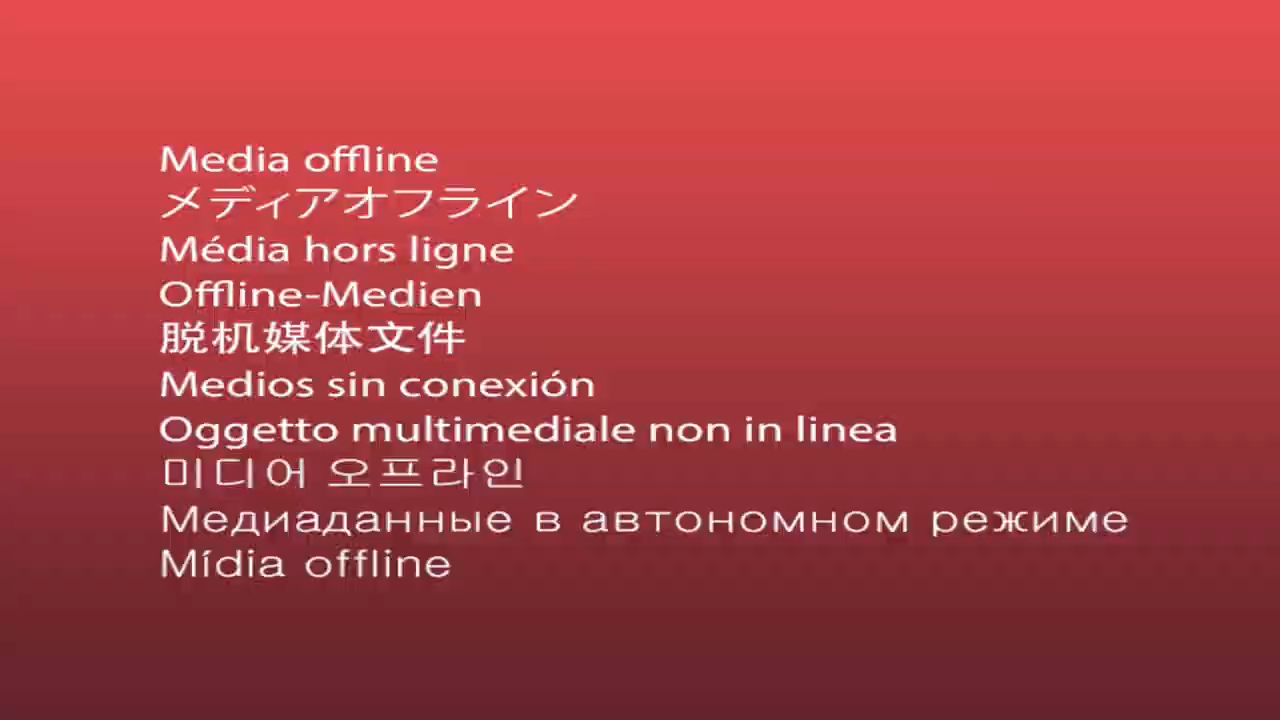 Media offline
メディアオフライン
Média hors ligne
Offline-Medien
脱机媒体文件
Medios sin conexión
Oggetto multimediale non in linea
미디어 오프라인
Медиаданные в автономном режиме
Mídia offline